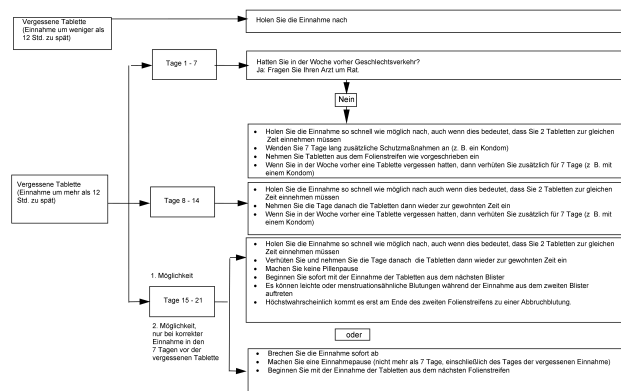 Vergessene Tablette
(Einnahme um weniger als
12 Std. zu spät)
Holen Sie die Einnahme nach
Tage 1 - 7
Hatten Sie in der Woche vorher Geschlechtsverkehr?
Ja: Fragen Sie Ihren Arzt um Rat.
Nein
• Holen Sie die Einnahme so schnell wie möglich nach, auch wenn dies bedeutet, dass Sie 2 Tabletten zur gleichen
Zeit einnehmen müssen
• Wenden Sie 7 Tage lang zusätzliche Schutzmaßnahmen an (z. B. ein Kondom)
• Nehmen Sie Tabletten aus dem Folienstreifen wie vorgeschrieben ein
• Wenn Sie in der Woche vorher eine Tablette vergessen hatten, dann verhüten Sie zusätzlich für 7 Tage (z B. mit
einem Kondom)
Vergessene Tablette
(Einnahme um mehr als 12
Std. zu spät)
Tage 8 - 14
• Holen Sie die Einnahme so schnell wie möglich nach auch wenn dies bedeutet, dass Sie 2 Tabletten zur gleichen
Zeit einnehmen müssen
• Nehmen Sie die Tage danach die Tabletten dann wieder zur gewohnten Zeit ein
• Wenn Sie in der Woche vorher eine Tablette vergessen hatten, dann verhüten Sie zusätzlich für 7 Tage (z. B. mit
einem Kondom)
1. Möglichkeit
Tage 15 - 21
2. Möglichkeit,
nur bei korrekter
Einnahme in den
7 Tagen vor der
vergessenen Tablette
• Holen Sie die Einnahme so schnell wie möglich nach, auch wenn dies bedeutet, dass Sie 2 Tabletten zur gleichen
Zeit einnehmen müssen
• Verhüten Sie und nehmen Sie die Tage danach die Tabletten dann wieder zur gewohnten Zeit ein
• Machen Sie keine Pillenpause
• Beginnen Sie sofort mit der Einnahme der Tabletten aus dem nächsten Blister
• Es können leichte oder menstruationsähnliche Blutungen während der Einnahme aus dem zweiten Blister
auftreten
• Höchstwahrscheinlich kommt es erst am Ende des zweiten Folienstreifens zu einer Abbruchblutung.
oder
• Brechen Sie die Einnahme sofort ab
• Machen Sie eine Einnahmepause (nicht mehr als 7 Tage, einschließlich des Tages der vergessenen Einnahme)
• Beginnen Sie mit der Einnahme der Tabletten aus dem nächsten Folienstreifen